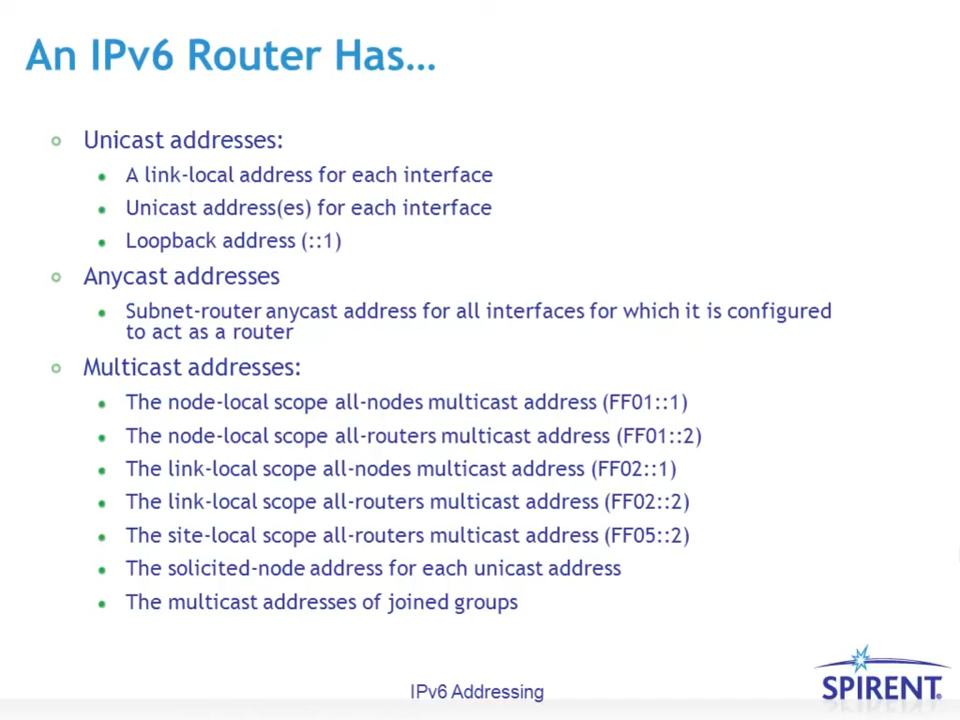 An IPv6 Router Has…
Unicast addresses:
A link-local address for each interface
Unicast address(es) for each interface
Loopback address (::1)
Anycast addresses
Subnet-router anycast address for all interfaces for which it is configured
to act as a router
Multicast addresses:
The node-local scope all-nodes multicast address (FF01::1)
The node-local scope all-routers multicast address (FF01::2)
The link-local scope all-nodes multicast address (FF02::1)
The link-local scope all-routers multicast address (FF02::2)
The site-local scope all-routers multicast address (FF05::2)
The solicited-node address for each unicast address
The multicast addresses of joined groups
IPv6 Addressing
SPIRENT®